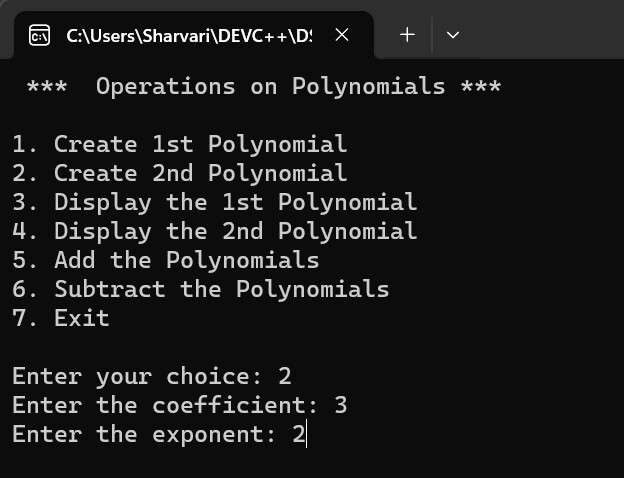 C:\Users\Sharvari\DEVC++\DS
***  Operations on Polynomials ***
1. Create 1st Polynomial
2. Create 2nd Polynomial
3. Display the 1st Polynomial
4. Display the 2nd Polynomial
5. Add the Polynomials
6. Subtract the Polynomials
7. Exit
Enter your choice: 2
Enter the coefficient: 3
Enter the exponent: 2